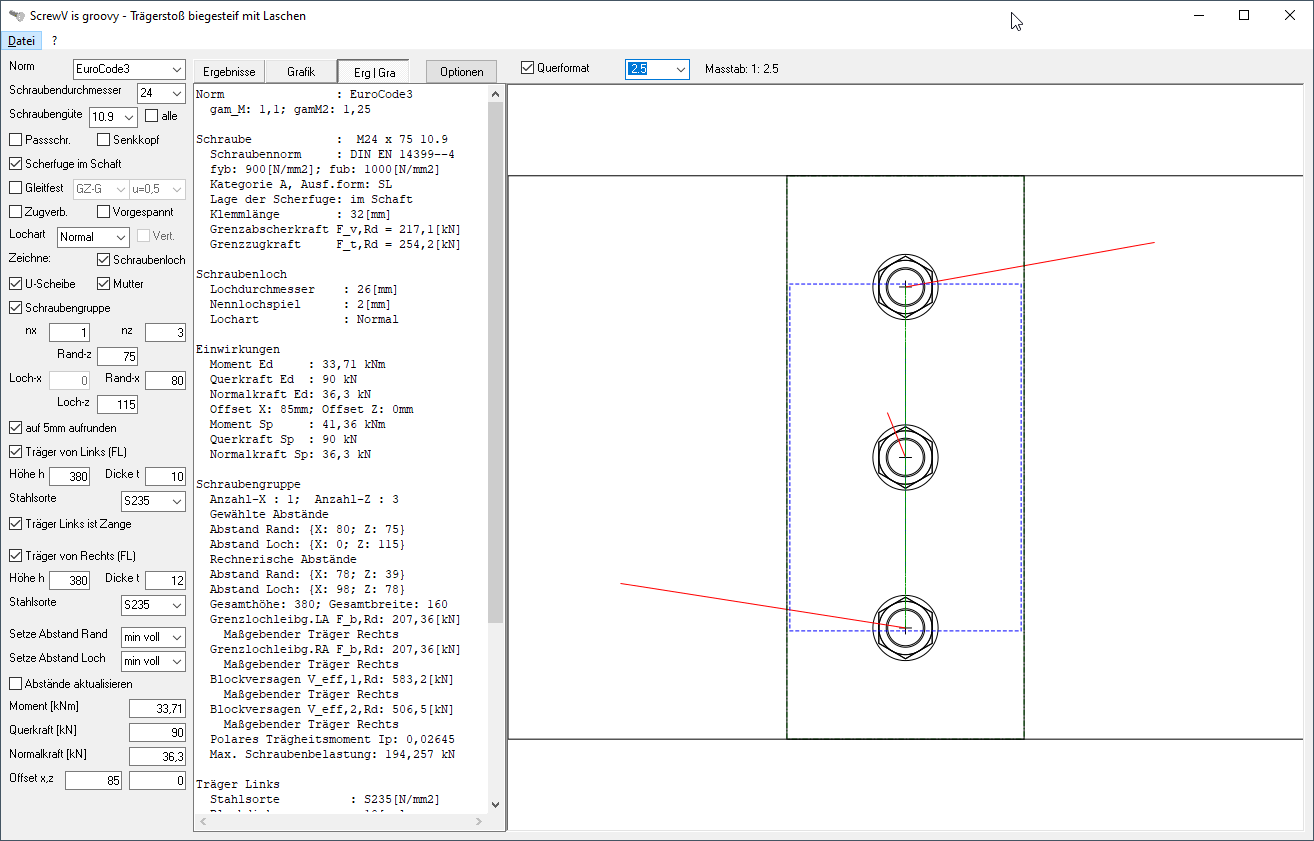 ScrewV is groovy - Trägerstoß biegesteif mit Laschen
Datei ?
Norm EuroCode3
Schraubendurchmesser 24
Schraubengüte 10.9 alle
Passschr. Senkkopf
Scherfuge im Schaft
Gleitfest GZ-G u=0,5
Zugverb. Vorgespannt
Lochart Normal Vert.
Zeichne: Schraubenloch
U-Scheibe Mutter
Schraubengruppe
nx 1 nz 3
Rand-z 75
Loch-x 0 Rand-x 80
Loch-z 115
auf 5mm aufrunden
Träger von Links (FL)
Höhe h 380 Dicke t 10
Stahlsorte S235
Träger Links ist Zange
Träger von Rechts (FL)
Höhe h 380 Dicke t 12
Stahlsorte S235
Setze Abstand Rand min voll
Setze Abstand Loch min voll
Abstände aktualisieren
Moment [kNm] 33,71
Querkraft [kN] 90
Normalkraft [kN] 36,3
Offset x,z 85 0
Ergebnisse Grafik Erg | Gra Optionen Querformat 2.5 Masstab: 1: 2.5
Norm : EuroCode3
gam_M: 1,1; gamM2: 1,25
Schraube : M24 x 75 10.9
Schraubennorm : DIN EN 14399--4
fyb: 900[N/mm2]; fub: 1000[N/mm2]
Kategorie A, Ausf.form: SL
Lage der Scherfuge: im Schaft
Klemmlänge : 32[mm]
Grenzabscherkraft F_v,Rd = 217,1[kN]
Grenzzugkraft F_t,Rd = 254,2[kN]
Schraubenloch
Lochdurchmesser : 26[mm]
Nennlochspiel : 2[mm]
Lochart : Normal
Einwirkungen
Moment Ed : 33,71 kNm
Querkraft Ed : 90 kN
Normalkraft Ed: 36,3 kN
Offset X: 85mm; Offset Z: 0mm
Moment Sp : 41,36 kNm
Querkraft Sp : 90 kN
Normalkraft Sp: 36,3 kN
Schraubengruppe
Anzahl-X : 1; Anzahl-Z : 3
Gewählte Abstände
Abstand Rand: {X: 80; Z: 75}
Abstand Loch: {X: 0; Z: 115}
Rechnerische Abstände
Abstand Rand: {X: 78; Z: 39}
Abstand Loch: {X: 98; Z: 78}
Gesamthöhe: 380; Gesamtbreite: 160
Grenzlochleibg.LA F_b,Rd: 207,36[kN]
Maßgebender Träger Rechts
Grenzlochleibg.RA F_b,Rd: 207,36[kN]
Maßgebender Träger Rechts
Blockversagen V_eff,1,Rd: 583,2[kN]
Maßgebender Träger Rechts
Blockversagen V_eff,2,Rd: 506,5[kN]
Maßgebender Träger Rechts
Polares Trägheitsmoment Ip: 0,02645
Max. Schraubenbelastung: 194,257 kN
Träger Links
Stahlsorte : S235[N/mm2]